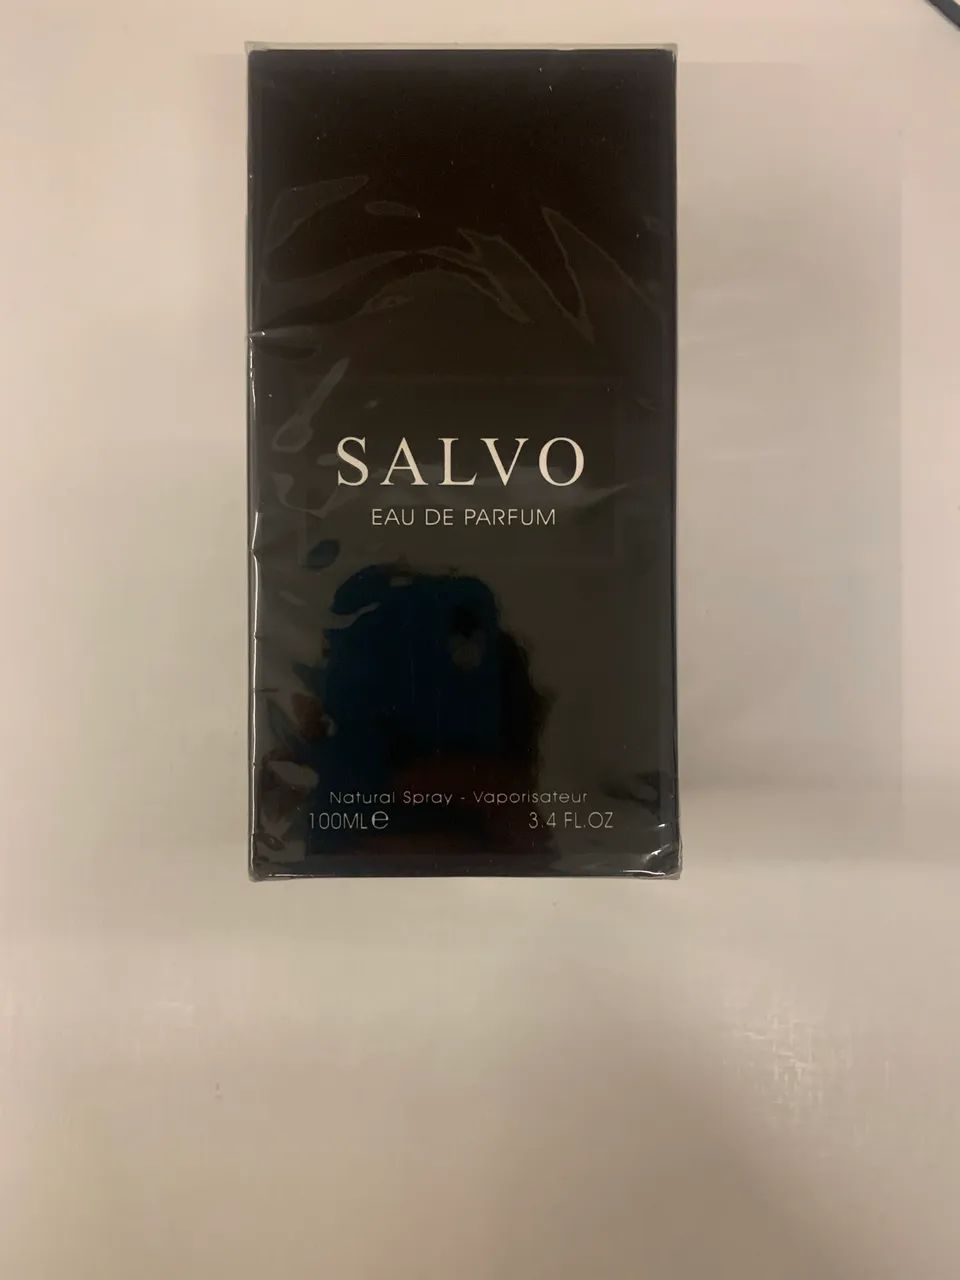 SALVO
EAU DE PARFUM
Natural Spray - Vaporisateur
100ML℮ 3.4 FL.OZ